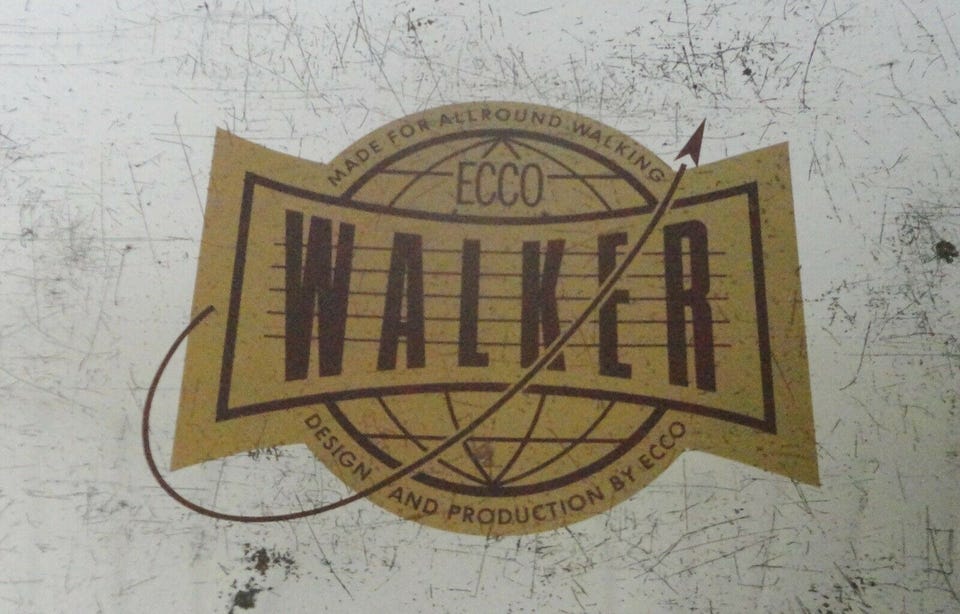 MADE FOR ALLROUND WALKING
ECCO
WALKER
DESIGN AND PRODUCTION BY ECCO